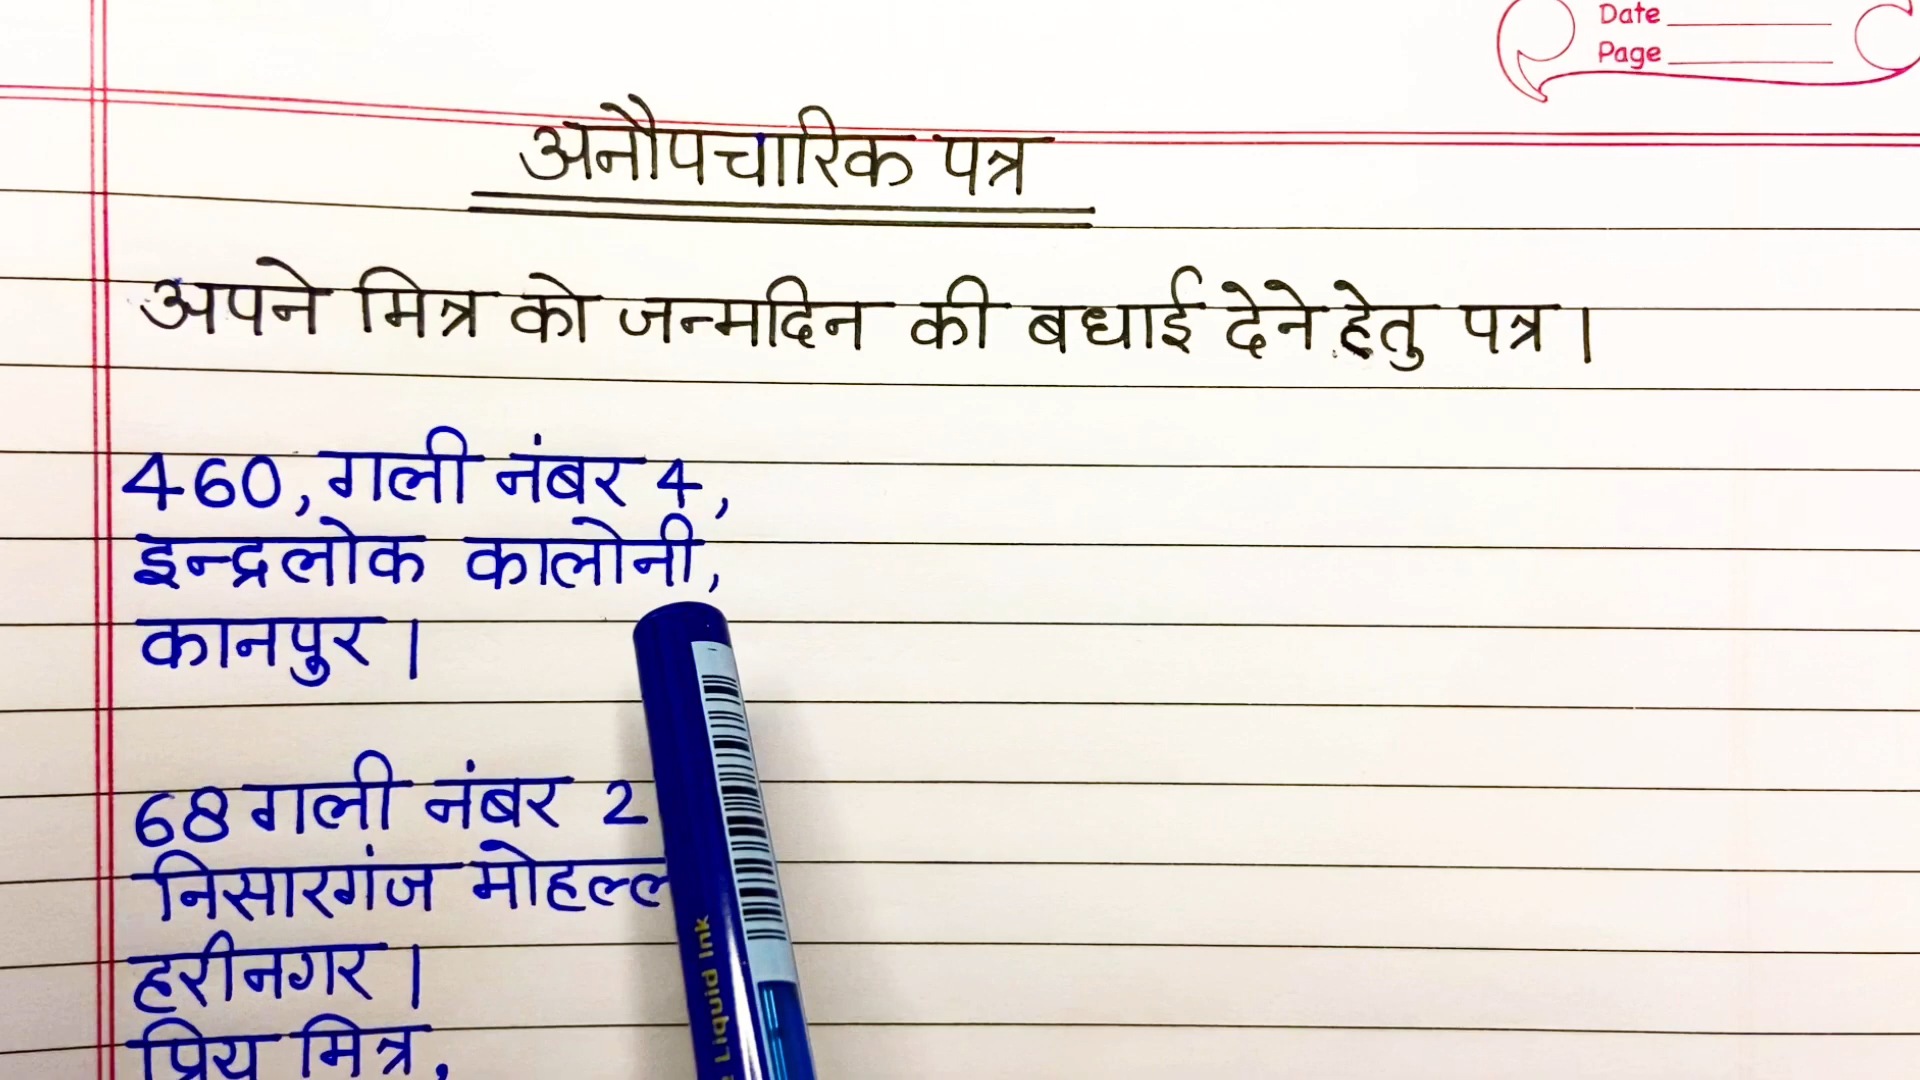 Date
Page
अनौपचारिक पत्र
अपने मित्र को जन्मदिन की बधाई देने हेतु पत्र।
460, गली नंबर 4,
इन्द्रलोक कालोनी,
कानपुर।
68 गली नंबर 2
निसारगंज
हरीनगर।
प्रिय मित्र,
Liquid Ink